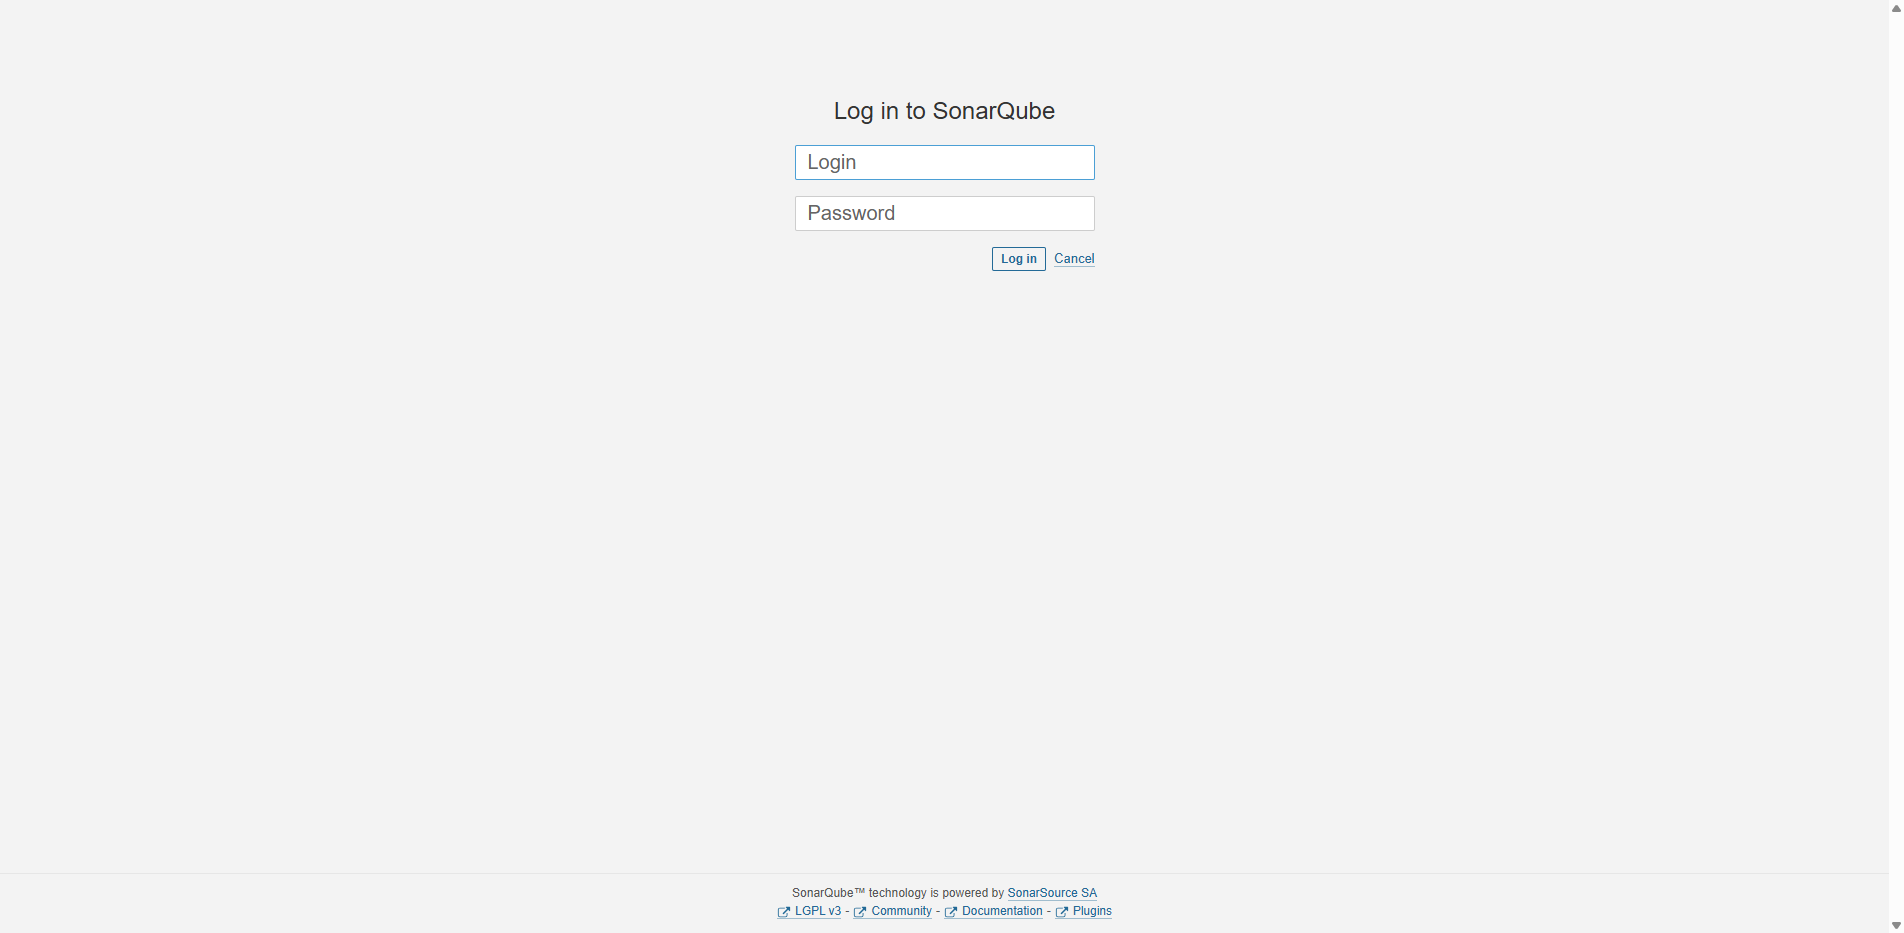 Log in to SonarQube
Login
Password
Log in Cancel
SonarQube™ technology is powered by SonarSource SA
LGPL v3 - Community - Documentation - Plugins